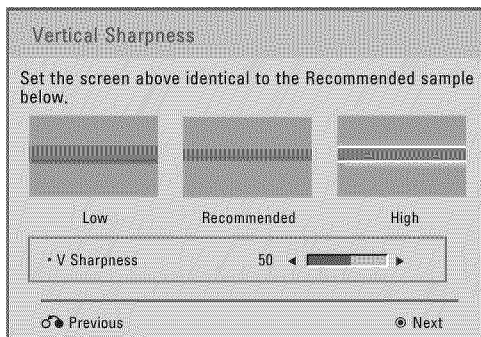 Vertical Sharpness
Set the screen above identical to the Recommended sample
below.
Low Recommended High
• V Sharpness 50 ◄ ►
Previous ◉ Next